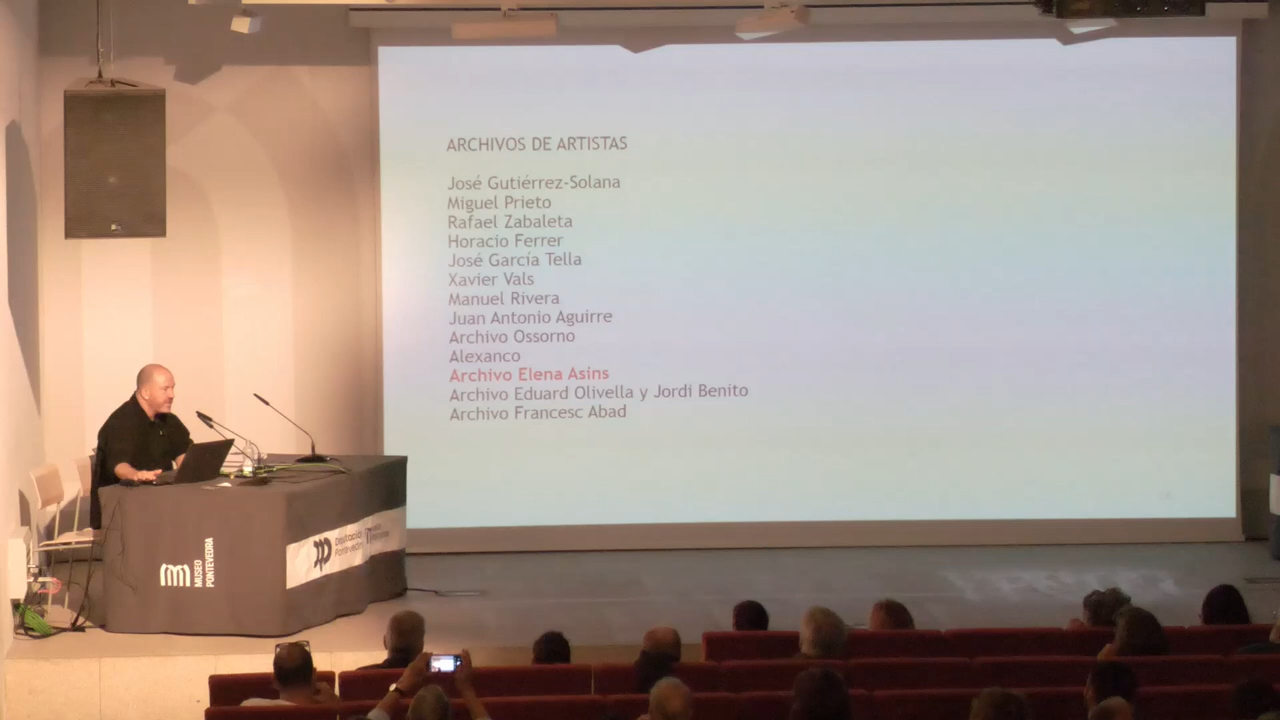 ARCHIVOS DE ARTISTAS
José Gutiérrez-Solana
Miguel Prieto
Rafael Zabaleta
Horacio Ferrer
José García Tella
Xavier Vals
Manuel Rivera
Juan Antonio Aguirre
Archivo Ossorno
Alexanco
Archivo Elena Asins
Archivo Eduard Olivella y Jordi Benito
Archivo Francesc Abad
MUSEO
PONTEVEDRA
Deputación
Pontevedra